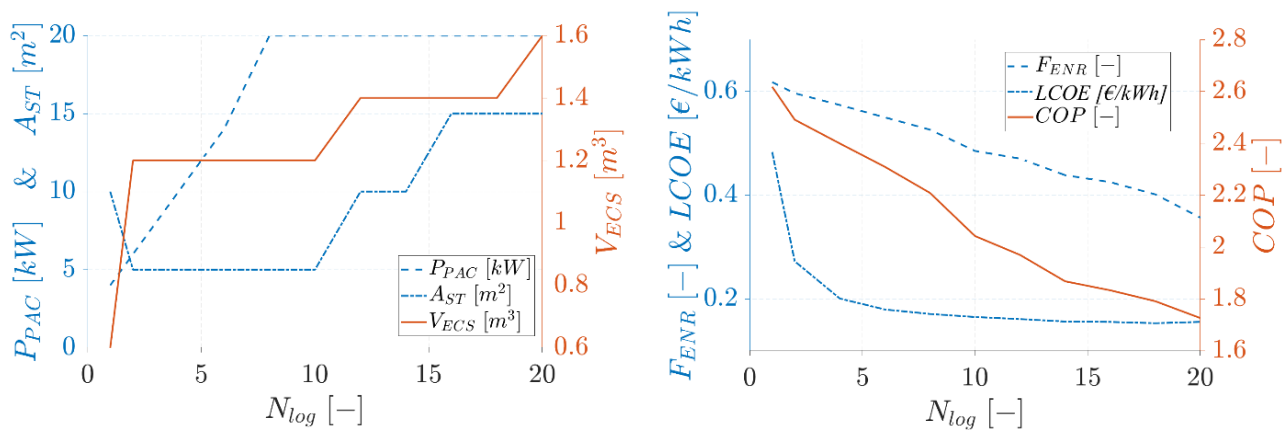 P_PAC [kW] & A_ST [m²]
20
15
10
5
0
0
5
10
15
20
N_log [−]
1.6
1.4
1.2
1
0.8
0.6
V_ECS [m³]
P_PAC [kW]
A_ST [m²]
V_ECS [m³]
F_ENR [−] & LCOE [€/kWh]
0.6
0.4
0.2
0
5
10
15
20
N_log [−]
2.8
2.6
2.4
2.2
2
1.8
1.6
COP [−]
F_ENR [−]
LCOE [€/kWh]
COP [−]